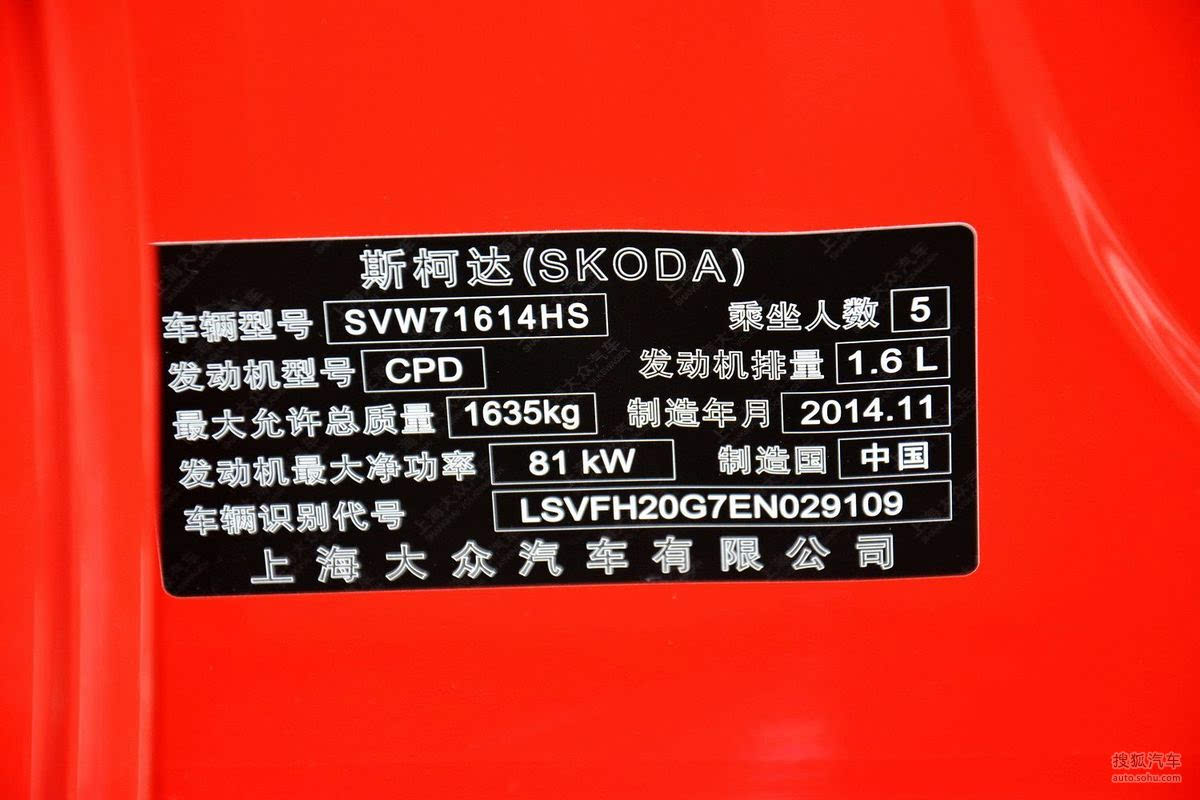 斯柯达(SKODA)
车辆型号 SVW71614HS 乘坐人数 5
发动机型号 CPD 发动机排量 1.6 L
最大允许总质量 1635kg 制造年月 2014.11
发动机最大净功率 81 kW 制造国 中国
车辆识别代号 LSVFH20G7EN029109
上海大众汽车有限公司
搜狐汽车
auto.sohu.com